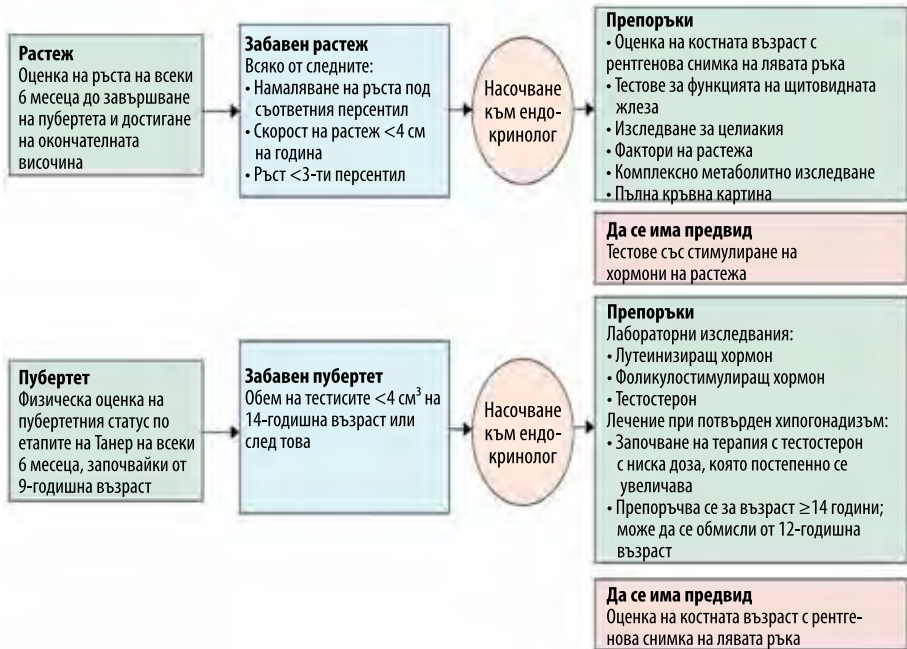 Растеж
Оценка на ръста на всеки
6 месеца до завършване
на пубертета и достигане
на окончателната
височина
Забавен растеж
Всяко от следните:
• Намаляване на ръста под
съответния персентил
• Скорост на растеж <4 см
на година
• Ръст <3-ти персентил
Насочване
към ендо-
кринолог
Препоръки
• Оценка на костната възраст с
рентгенова снимка на лявата ръка
• Тестове за функцията на щитовидната
жлеза
• Изследване за целиакия
• Фактори на растежа
• Комплексно метаболитно изследване
• Пълна кръвна картина
Да се има предвид
Тестове със стимулиране на
хормони на растежа
Пубертет
Физическа оценка на
пубертетния статус по
етапите на Танер на всеки
6 месеца, започвайки от
9-годишна възраст
Забавен пубертет
Обем на тестисите <4 cm³ на
14-годишна възраст или
след това
Насочване
към ендо-
кринолог
Препоръки
Лабораторни изследвания:
• Лутеинизиращ хормон
• Фоликулостимулиращ хормон
• Тестостерон
Лечение при потвърден хипогонадизъм:
• Започване на терапия с тестостерон
с ниска доза, която постепенно се
увеличава
• Препоръчва се за възраст ≥14 години;
може да се обмисли от 12-годишна
възраст
Да се има предвид
Оценка на костната възраст с рентге-
нова снимка на лявата ръка